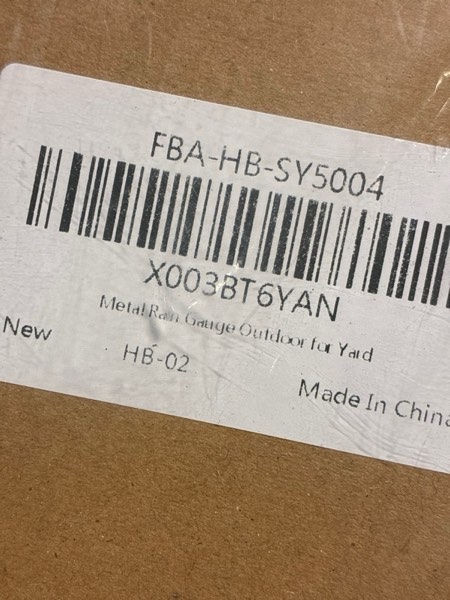 FBA-HB-SY5004
X003BT6YAN
Metal Rain Gauge Outdoor for Yard
New
HB-02
Made In China